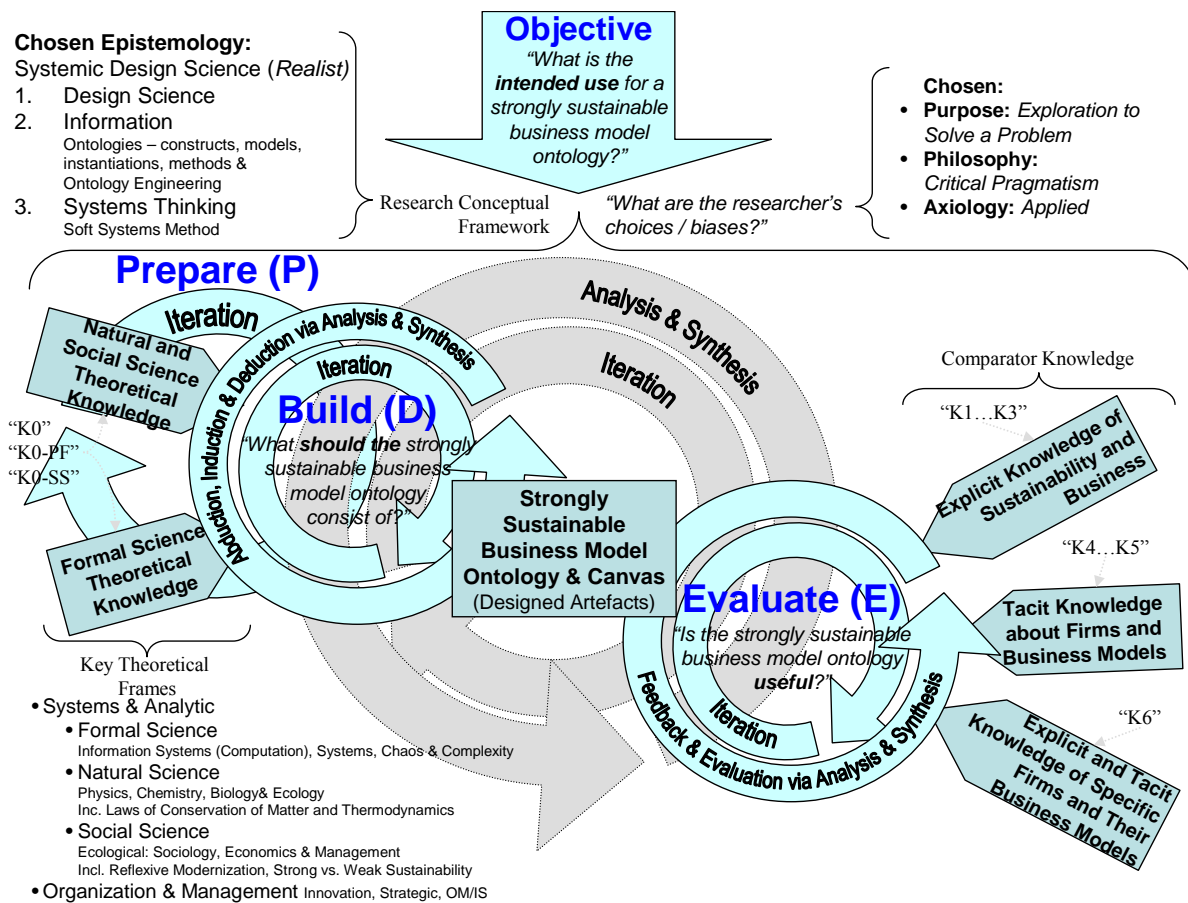 Chosen Epistemology:
Systemic Design Science (Realist)
1. Design Science
2. Information
Ontologies – constructs, models,
instantiations, methods &
Ontology Engineering
3. Systems Thinking
Soft Systems Method
Objective
“What is the
intended use for a
strongly sustainable
business model
ontology?”
Chosen:
• Purpose: Exploration to
Solve a Problem
• Philosophy:
Critical Pragmatism
• Axiology: Applied
Research Conceptual
Framework
“What are the researcher’s
choices / biases?”
Prepare (P)
Iteration
Natural and
Social Science
Theoretical
Knowledge
“K0”
“K0-PF”
“K0-SS”
Formal Science
Theoretical
Knowledge
Key Theoretical
Frames
Abduction, Induction & Deduction via Analysis & Synthesis
Iteration
Build (D)
“What should the strongly
sustainable business
model ontology
consist of?”
Analysis & Synthesis
Iteration
Strongly
Sustainable
Business Model
Ontology & Canvas
(Designed Artefacts)
Evaluate (E)
“Is the strongly sustainable
business model ontology
useful?”
Iteration
Feedback & Evaluation via Analysis & Synthesis
Comparator Knowledge
“K1…K3”
Explicit Knowledge of
Sustainability and
Business
“K4…K5”
Tacit Knowledge
about Firms and
Business Models
“K6”
Explicit and Tacit
Knowledge of Specific
Firms and Their
Business Models
• Systems & Analytic
• Formal Science
Information Systems (Computation), Systems, Chaos & Complexity
• Natural Science
Physics, Chemistry, Biology& Ecology
Inc. Laws of Conservation of Matter and Thermodynamics
• Social Science
Ecological: Sociology, Economics & Management
Incl. Reflexive Modernization, Strong vs. Weak Sustainability
• Organization & Management Innovation, Strategic, OM/IS